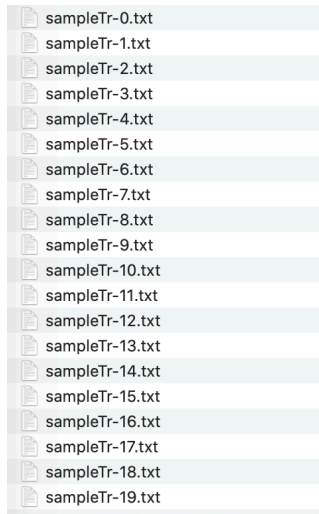 sampleTr-0.txt
sampleTr-1.txt
sampleTr-2.txt
sampleTr-3.txt
sampleTr-4.txt
sampleTr-5.txt
sampleTr-6.txt
sampleTr-7.txt
sampleTr-8.txt
sampleTr-9.txt
sampleTr-10.txt
sampleTr-11.txt
sampleTr-12.txt
sampleTr-13.txt
sampleTr-14.txt
sampleTr-15.txt
sampleTr-16.txt
sampleTr-17.txt
sampleTr-18.txt
sampleTr-19.txt